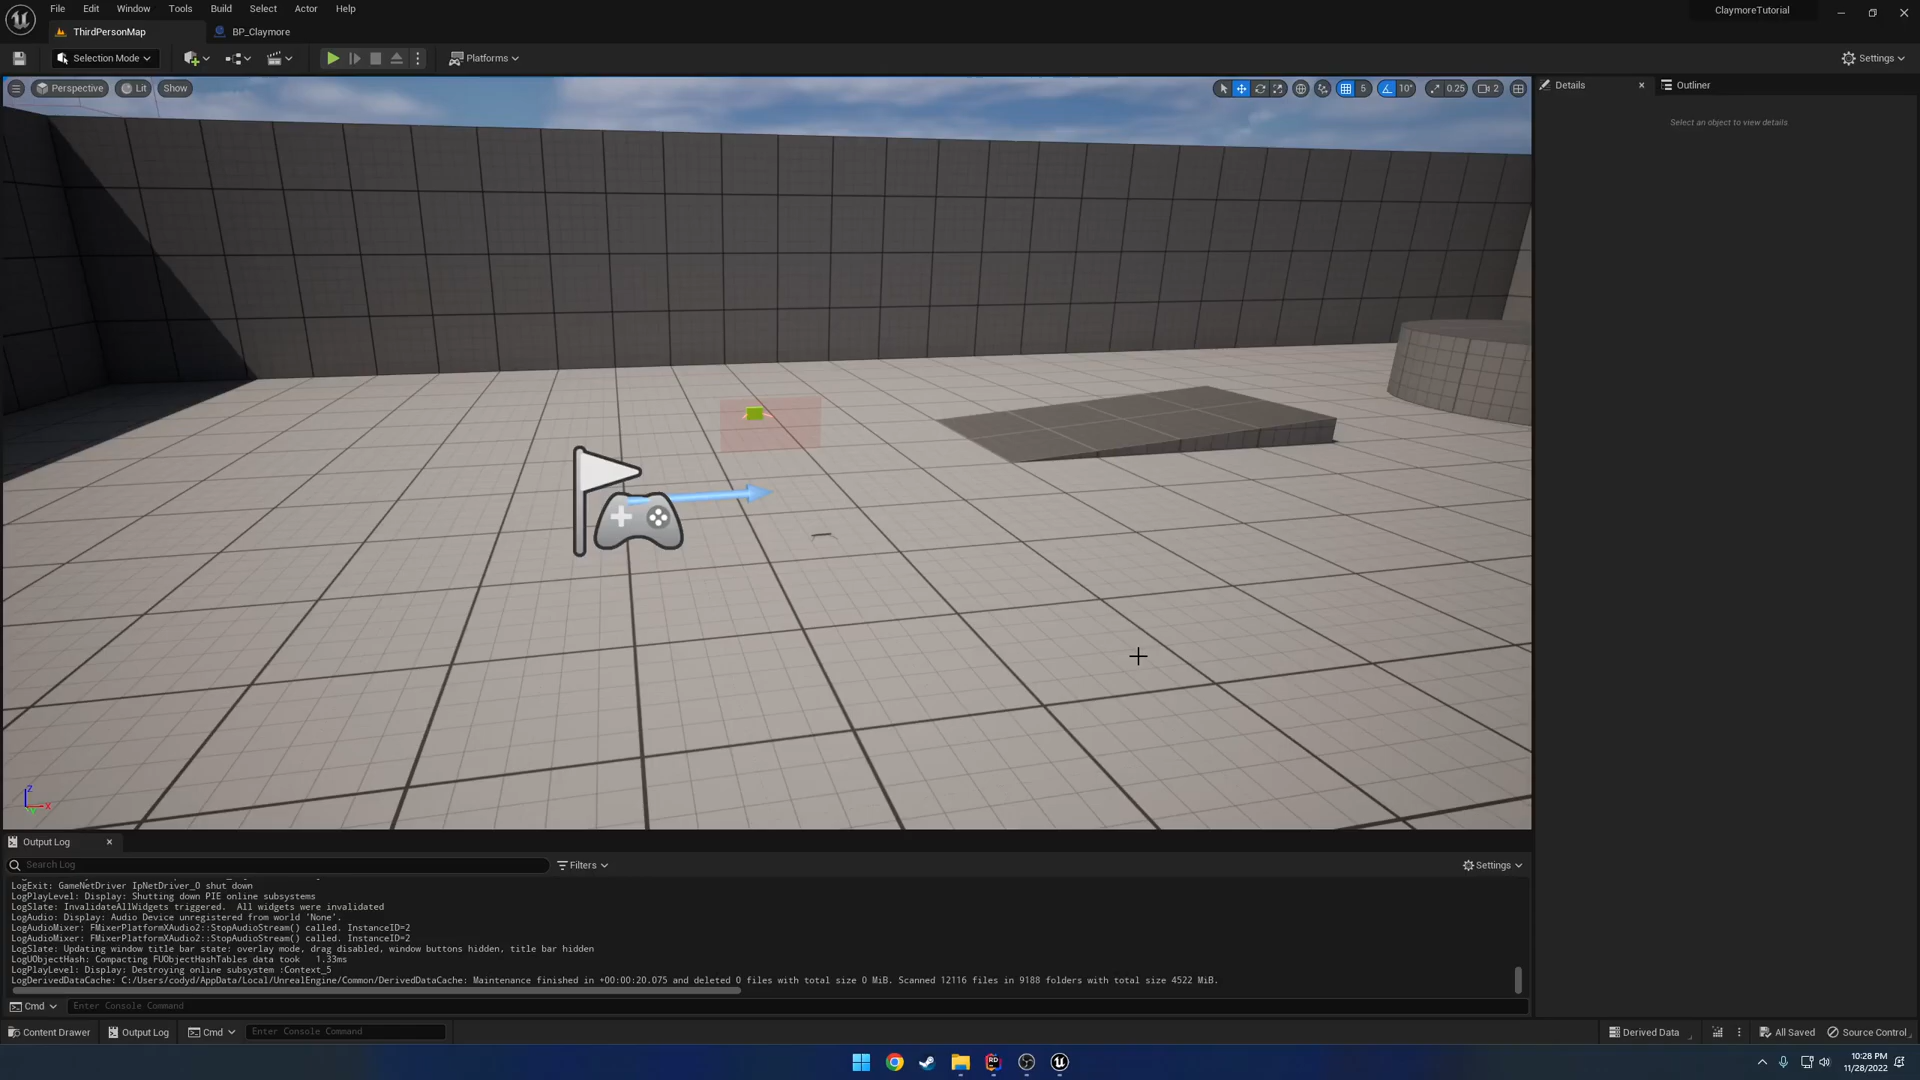 File Edit Window Tools Build Select Actor Help
ClaymoreTutorial
ThirdPersonMap
BP_Claymore
Selection Mode
Platforms
Settings
Perspective
Lit
Show
5
10°
0.25
2
Details
Outliner
Select an object to view details.
Z
X
Output Log
Search Log
Filters
Settings
LogExit: GameNetDriver IpNetDriver_0 shut down
LogPlayLevel: Display: Shutting down PIE online subsystems
LogSlate: InvalidateAllWidgets triggered.  All widgets were invalidated
LogAudio: Display: Audio Device unregistered from world 'None'.
LogAudioMixer: FMixerPlatformXAudio2::StopAudioStream() called. InstanceID=2
LogAudioMixer: FMixerPlatformXAudio2::StopAudioStream() called. InstanceID=2
LogSlate: Updating window title bar state: overlay mode, drag disabled, window buttons hidden, title bar hidden
LogUObjectHash: Compacting FUObjectHashTables data took   1.33ms
LogPlayLevel: Display: Destroying online subsystem :Context_5
LogDerivedDataCache: C:/Users/codyd/AppData/Local/UnrealEngine/Common/DerivedDataCache: Maintenance finished in +00:00:20.075 and deleted 0 files with total size 0 MiB. Scanned 12116 files in 9188 folders with total size 4522 MiB.
Cmd
Enter Console Command
Content Drawer
Output Log
Cmd
Enter Console Command
Derived Data
All Saved
Source Control
10:28 PM
11/28/2022